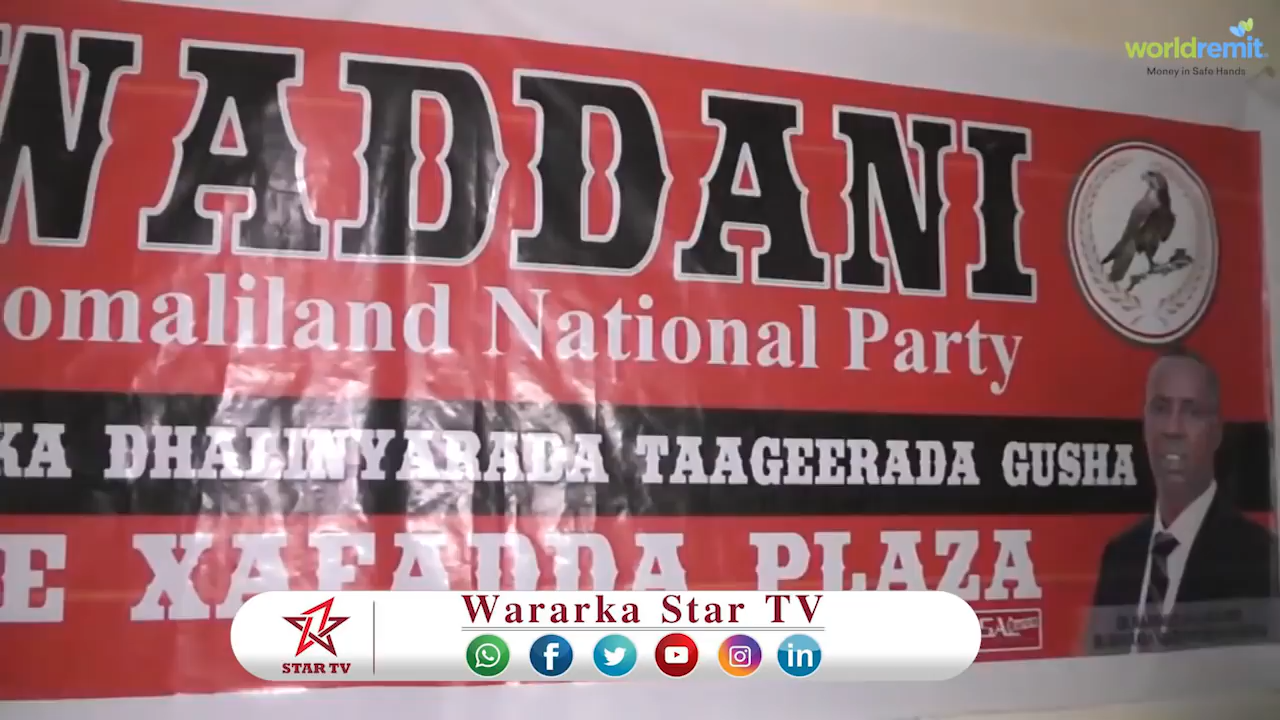 worldremit
Money in Safe Hands
WADDANI
omaliland National Party
KA DHALINYARADA TAAGEERADA GUSHA
E XAFADDA PLAZA
Wararka Star TV
STAR TV